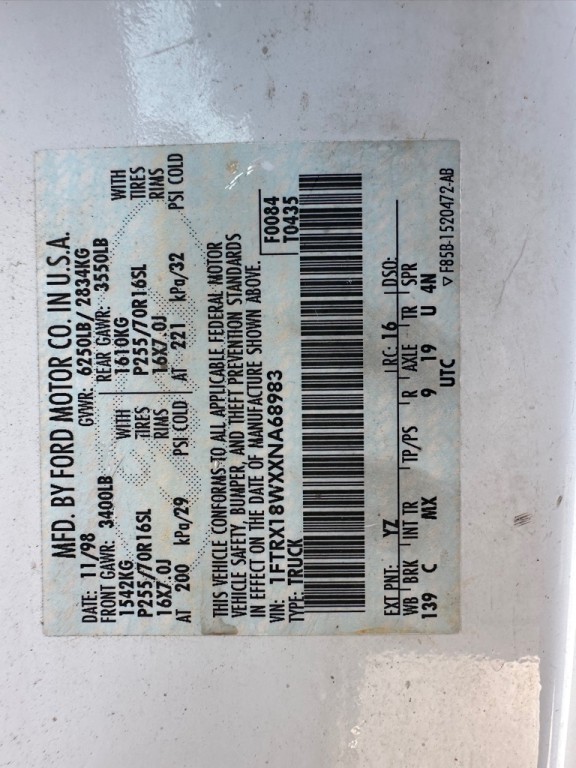 MFD. BY FORD MOTOR CO. IN U.S.A.
DATE: 11/98 GVWR: 6250LB/ 2834KG
FRONT GAWR: 3400LB REAR GAWR: 3550LB
1542KG WITH 1610KG WITH
P255/70R16SL TIRES P255/70R16SL TIRES
16X7.0J RIMS 16X7.0J RIMS
AT 200 kPa/29 PSI COLD AT 221 kPa/32 PSI COLD
THIS VEHICLE CONFORMS TO ALL APPLICABLE FEDERAL MOTOR
VEHICLE SAFETY, BUMPER, AND THEFT PREVENTION STANDARDS
IN EFFECT ON THE DATE OF MANUFACTURE SHOWN ABOVE.
VIN: 1FTRX18WXXNA68983 F0084
TYPE: TRUCK T0435
EXT PNT: YZ RC: 16 DSO:
WB BRK INT TR TP/PS R AXLE TR SPR
139 C MX 9 19 U 4N
UTC
▽ F85B-1520472-AB